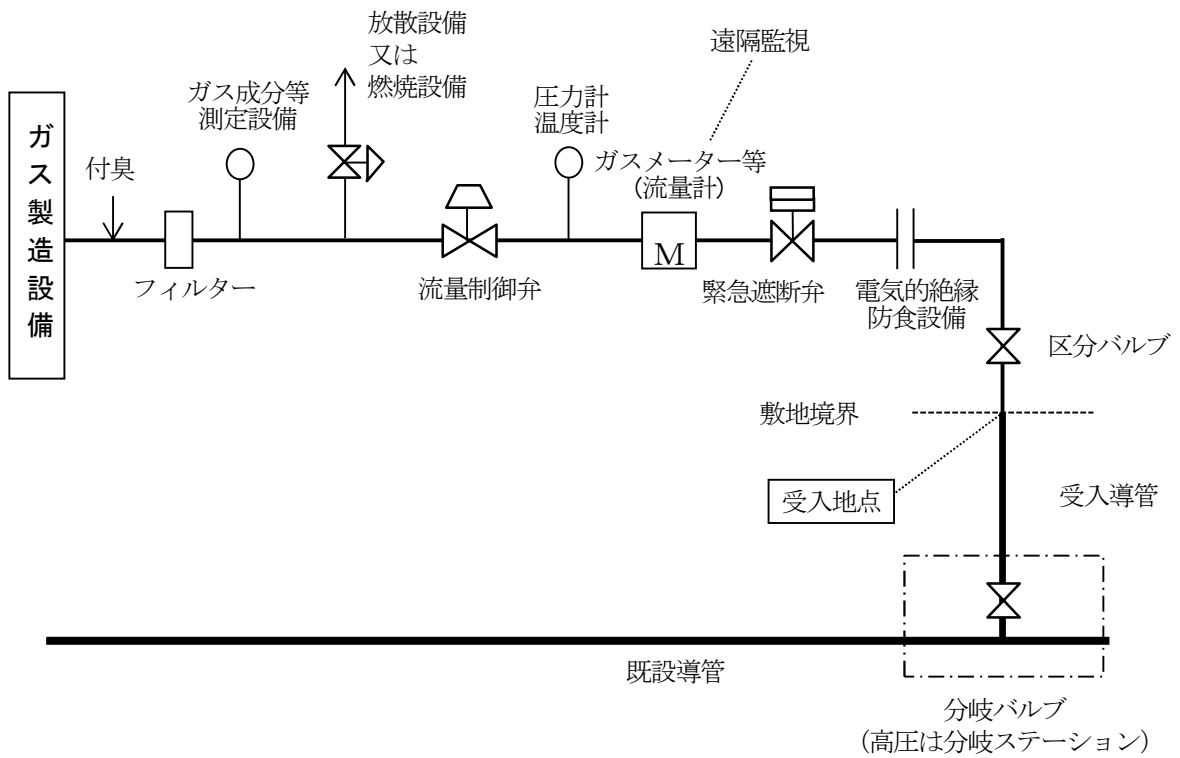 放散設備
又は
燃焼設備
遠隔監視
ガス成分等
測定設備
圧力計
温度計
ガス製造設備
付臭
ガスメーター等
（流量計）
M
フィルター
流量制御弁
緊急遮断弁
電気的絶縁
防食設備
区分バルブ
敷地境界
受入地点
受入導管
既設導管
分岐バルブ
（高圧は分岐ステーション）